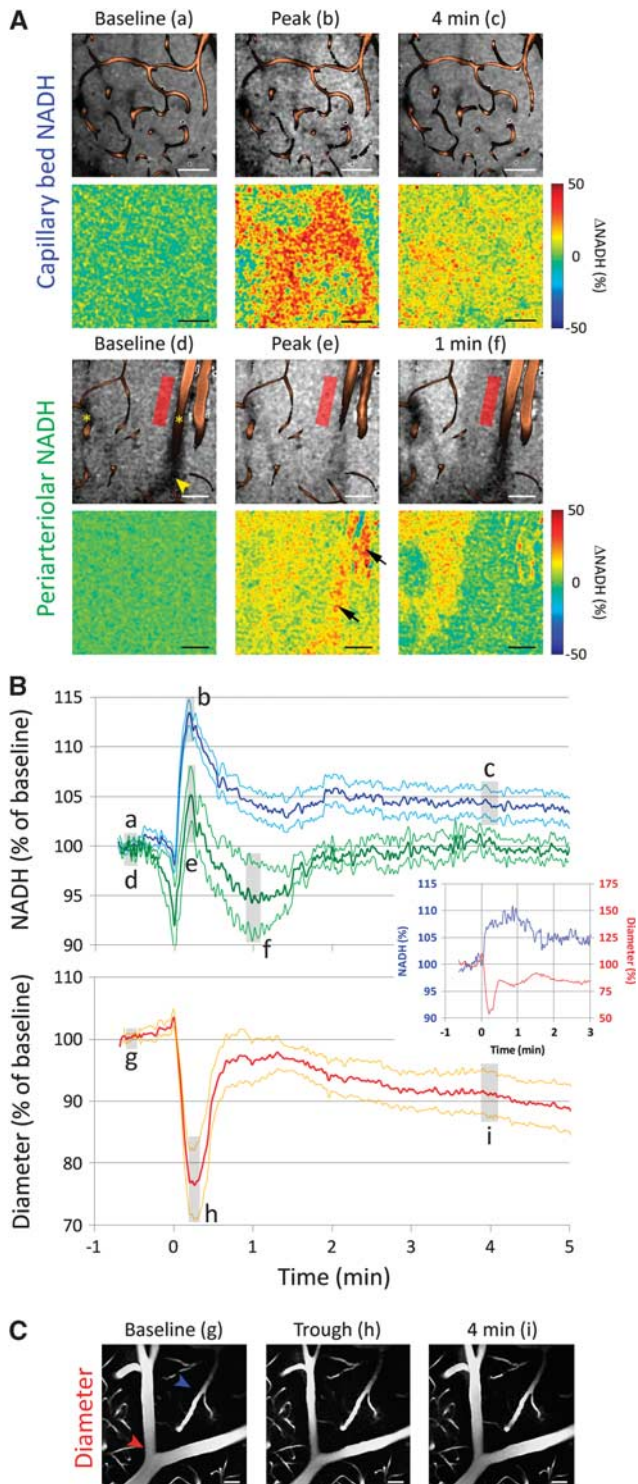 A
Baseline (a) Peak (b) 4 min (c)
Capillary bed NADH
50
0
-50
ΔNADH (%)
Baseline (d) Peak (e) 1 min (f)
Periarteriolar NADH
*
*
50
0
-50
ΔNADH (%)
B
115
110
105
100
95
90
NADH (% of baseline)
a
b
c
d
e
f
115
110
105
100
95
90
NADH (%)
175
150
125
100
75
50
Diameter (%)
-1 0 1 2 3
Time (min)
110
100
90
80
70
Diameter (% of baseline)
g
h
i
-1 0 1 2 3 4 5
Time (min)
C
Baseline (g) Trough (h) 4 min (i)
Diameter